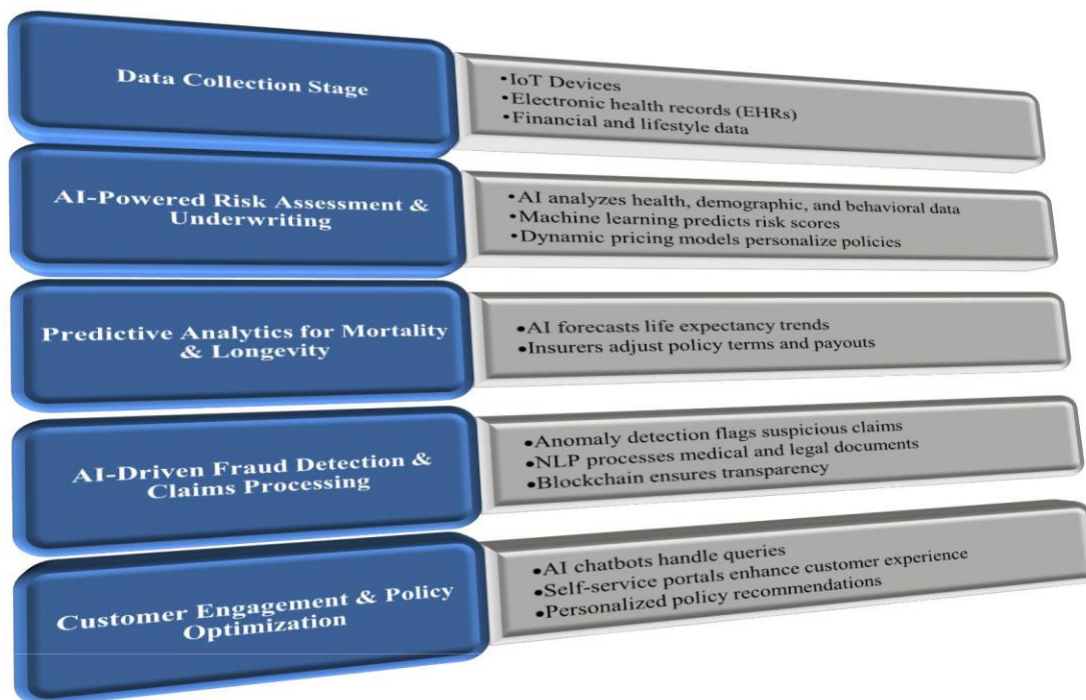 Data Collection Stage
•IoT Devices
•Electronic health records (EHRs)
•Financial and lifestyle data
AI-Powered Risk Assessment &
Underwriting
•AI analyzes health, demographic, and behavioral data
•Machine learning predicts risk scores
•Dynamic pricing models personalize policies
Predictive Analytics for Mortality
& Longevity
•AI forecasts life expectancy trends
•Insurers adjust policy terms and payouts
AI-Driven Fraud Detection &
Claims Processing
•Anomaly detection flags suspicious claims
•NLP processes medical and legal documents
•Blockchain ensures transparency
Customer Engagement & Policy
Optimization
•AI chatbots handle queries
•Self-service portals enhance customer experience
•Personalized policy recommendations